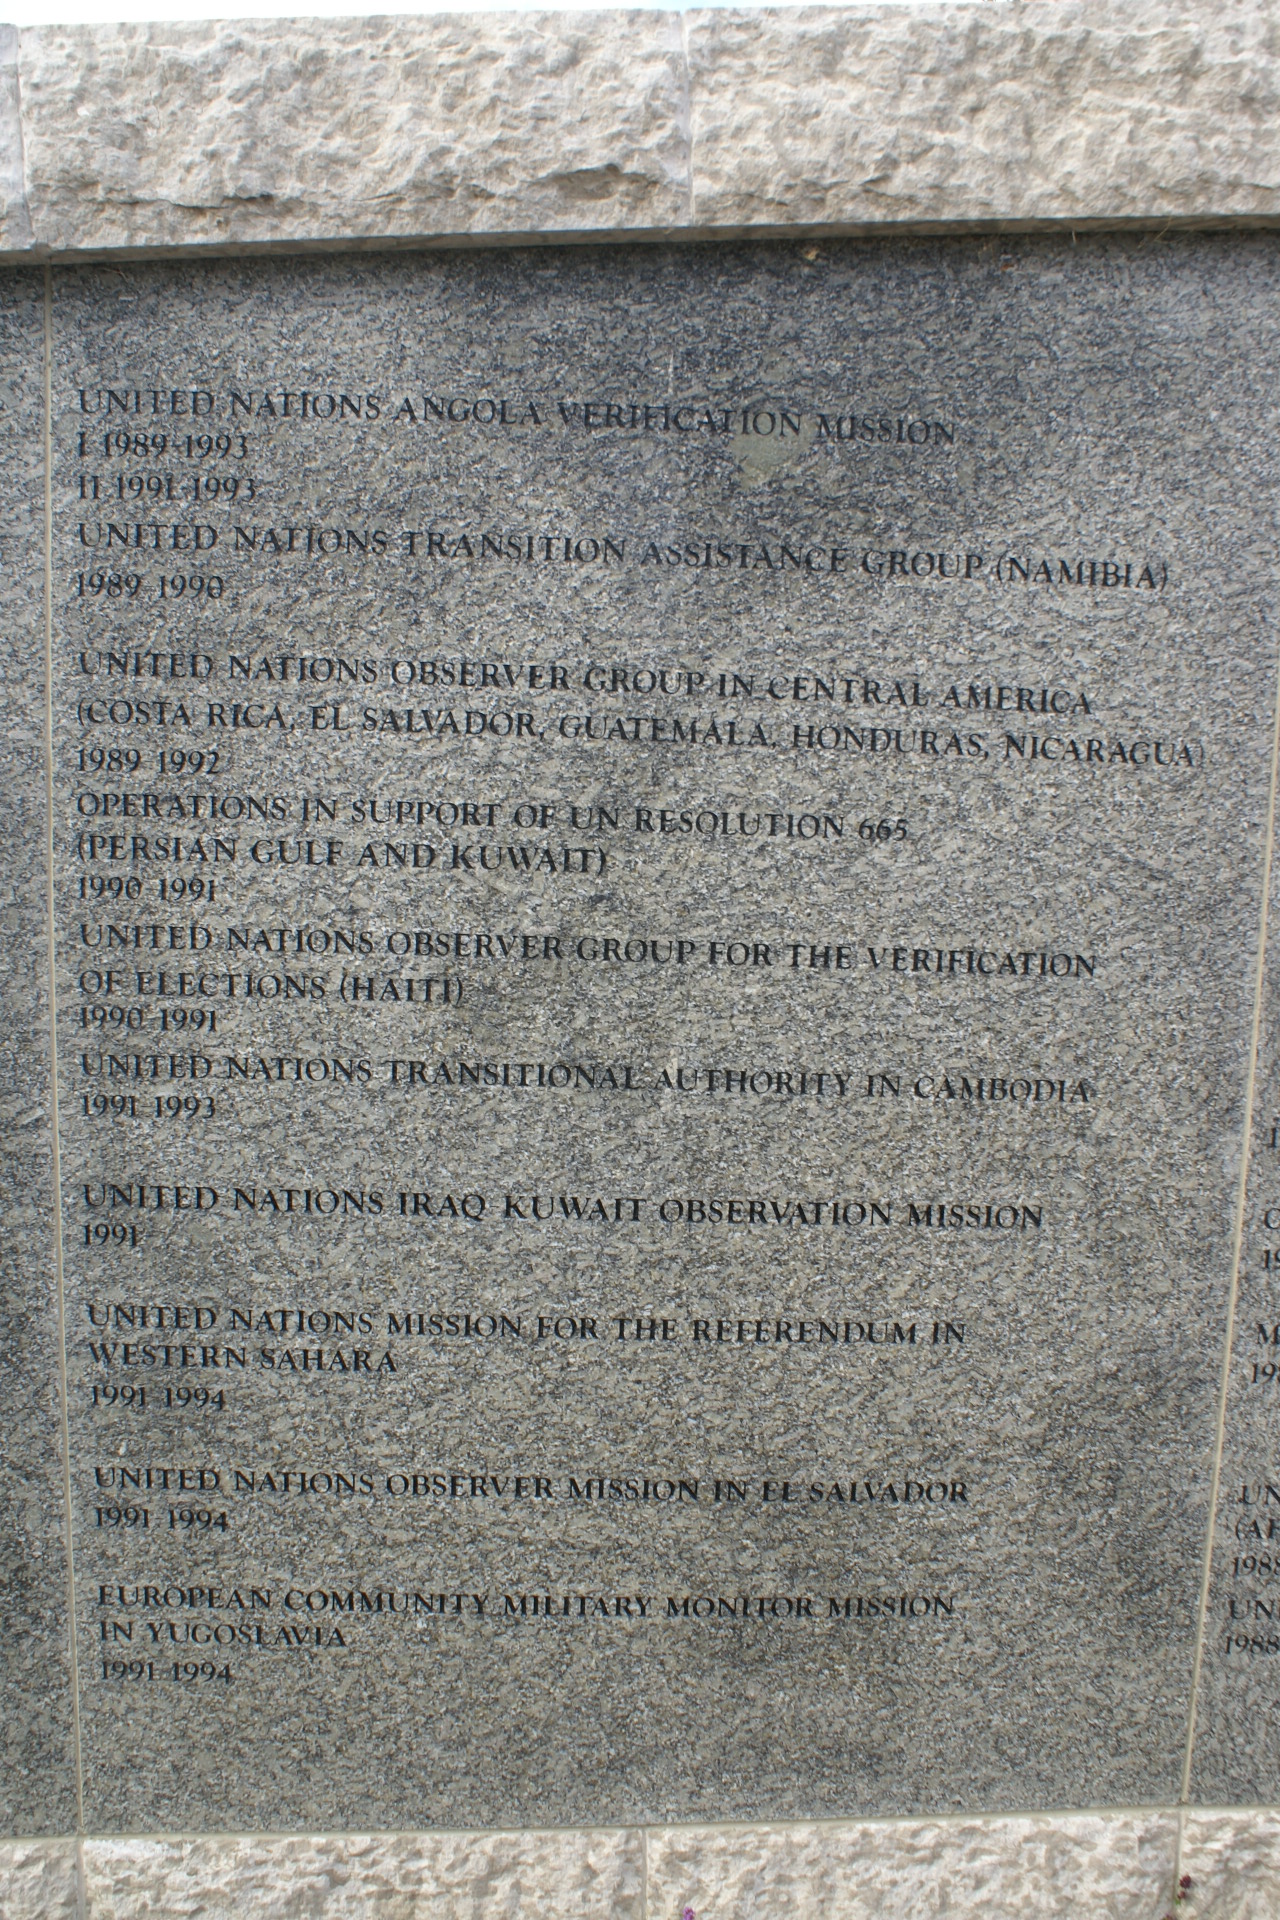 UNITED NATIONS ANGOLA VERIFICATION MISSION
I 1989-1993
II 1991-1993
UNITED NATIONS TRANSITION ASSISTANCE GROUP (NAMIBIA)
1989-1990
UNITED NATIONS OBSERVER GROUP IN CENTRAL AMERICA
(COSTA RICA, EL SALVADOR, GUATEMALA, HONDURAS, NICARAGUA)
1989-1992
OPERATIONS IN SUPPORT OF UN RESOLUTION 665
(PERSIAN GULF AND KUWAIT)
1990-1991
UNITED NATIONS OBSERVER GROUP FOR THE VERIFICATION
OF ELECTIONS (HAITI)
1990-1991
UNITED NATIONS TRANSITIONAL AUTHORITY IN CAMBODIA
1991-1993
UNITED NATIONS IRAQ KUWAIT OBSERVATION MISSION
1991-
UNITED NATIONS MISSION FOR THE REFERENDUM IN
WESTERN SAHARA
1991-1994
UNITED NATIONS OBSERVER MISSION IN EL SALVADOR
1991-1994
EUROPEAN COMMUNITY MILITARY MONITOR MISSION
IN YUGOSLAVIA
1991-1994
1988